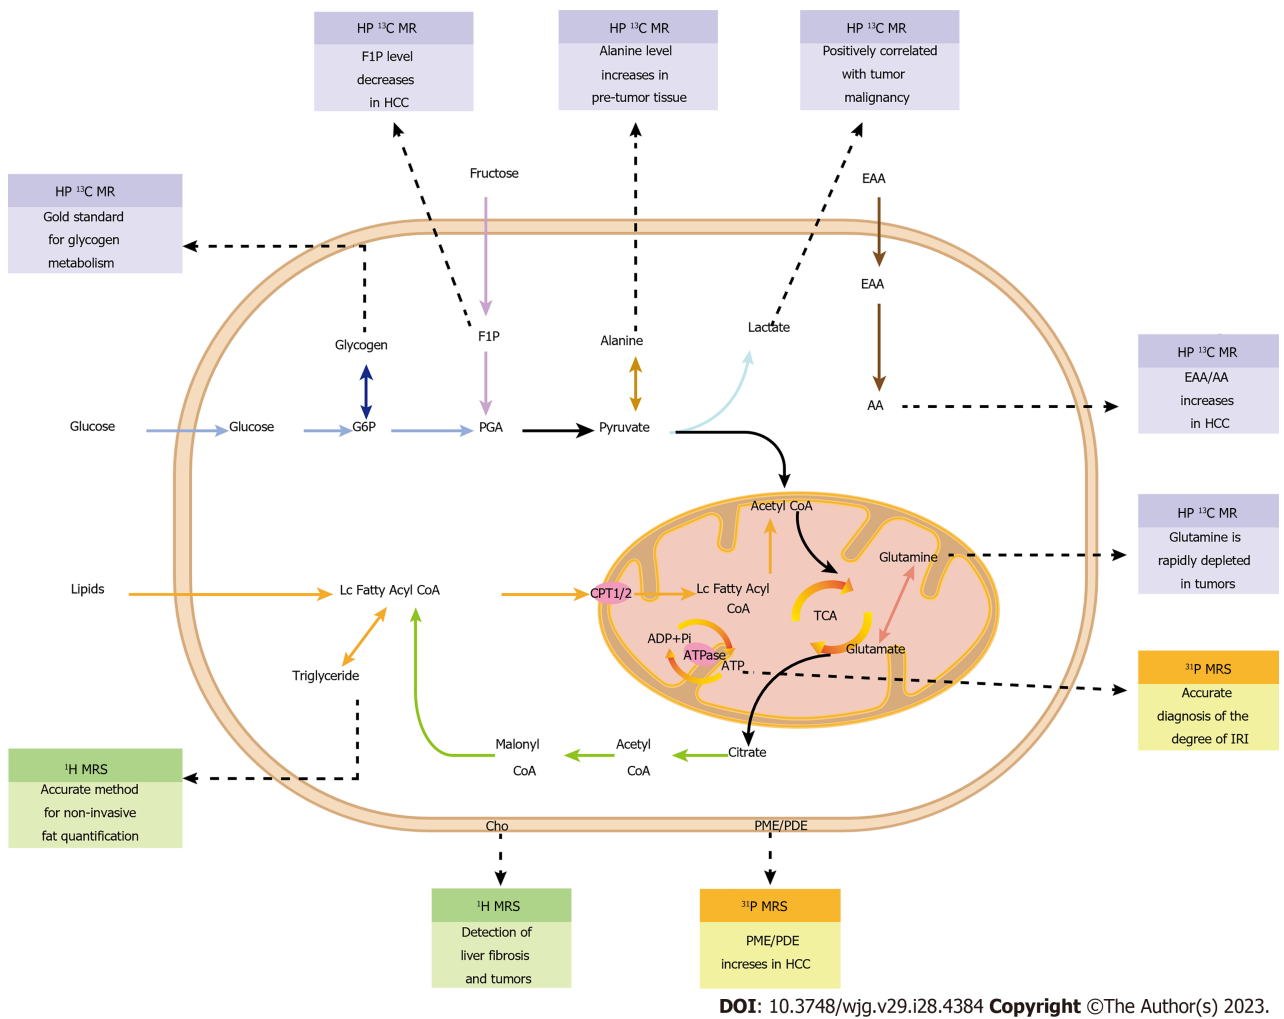 HP ¹³C MR
F1P level
decreases
in HCC
HP ¹³C MR
Alanine level
increases in
pre-tumor tissue
HP ¹³C MR
Positively correlated
with tumor
malignancy
HP ¹³C MR
Gold standard
for glycogen
metabolism
Fructose
EAA
EAA
F1P
Glycogen
Alanine
Lactate
AA
HP ¹³C MR
EAA/AA
increases
in HCC
Glucose
Glucose
G6P
PGA
Pyruvate
Acetyl CoA
Glutamine
HP ¹³C MR
Glutamine is
rapidly depleted
in tumors
Lipids
Lc Fatty Acyl CoA
CPT1/2
Lc Fatty Acyl
CoA
TCA
ADP+Pi
ATPase
ATP
Glutamate
³¹P MRS
Accurate
diagnosis of the
degree of IRI
Triglyceride
Malonyl
CoA
Acetyl
CoA
Citrate
¹H MRS
Accurate method
for non-invasive
fat quantification
Cho
PME/PDE
¹H MRS
Detection of
liver fibrosis
and tumors
³¹P MRS
PME/PDE
increses in HCC
DOI: 10.3748/wjg.v29.i28.4384 Copyright ©The Author(s) 2023.